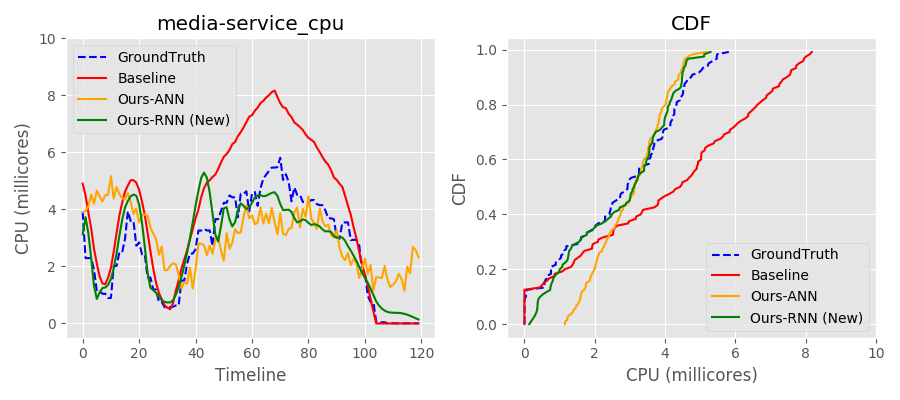 media-service_cpu
CPU (millicores)
10
8
6
4
2
0
GroundTruth
Baseline
Ours-ANN
Ours-RNN (New)
0 20 40 60 80 100 120
Timeline
CDF
CDF
1.0
0.8
0.6
0.4
0.2
0.0
GroundTruth
Baseline
Ours-ANN
Ours-RNN (New)
0 2 4 6 8 10
CPU (millicores)